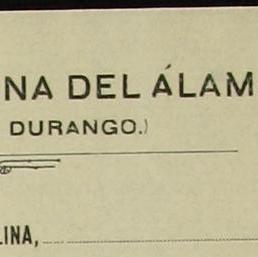 NA DEL ÁLAM
DURANGO.)
LINA,